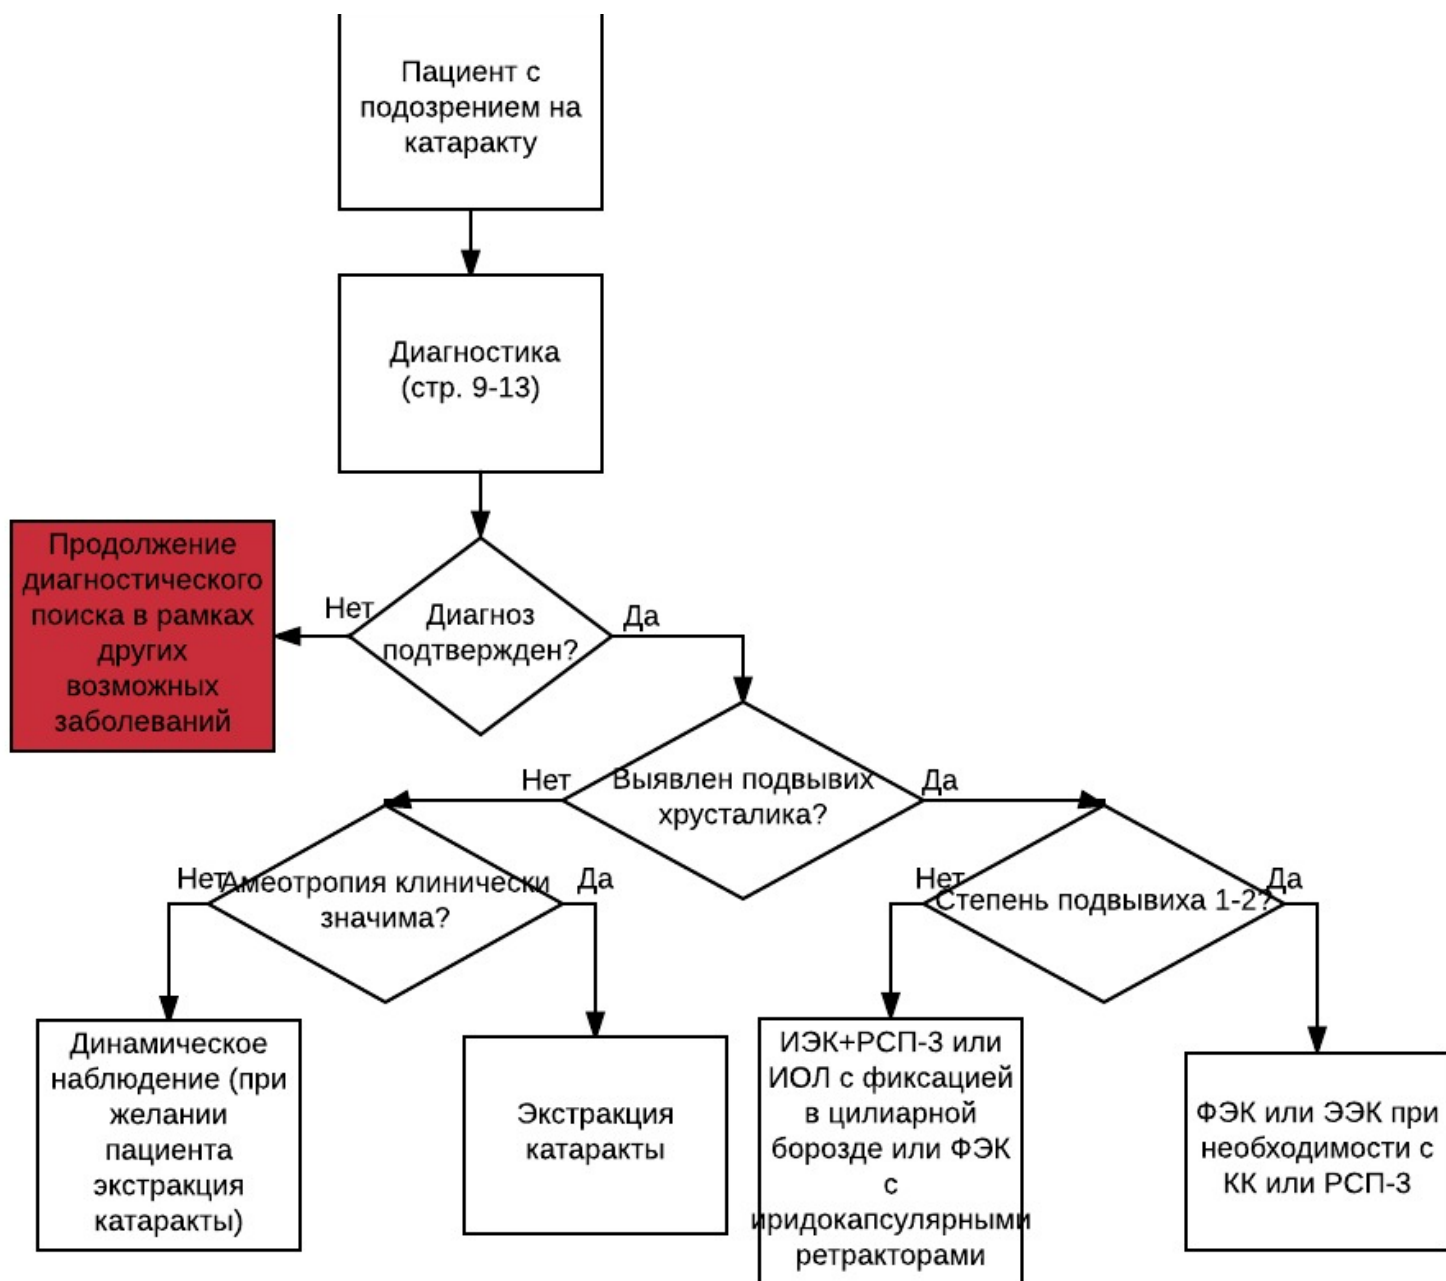 Пациент с
подозрением на
катаракту
Диагностика
(стр. 9-13)
Продолжение
диагностического
поиска в рамках
других
возможных
заболеваний
Нет
Диагноз
подтвержден?
Да
Нет
Выявлен подвывих
хрусталика?
Да
Нет
Амеотропия клинически
значима?
Да
Нет
Степень подвывиха 1-2?
Да
Динамическое
наблюдение (при
желании
пациента
экстракция
катаракты)
Экстракция
катаракты
ИЭК+РСП-3 или
ИОЛ с фиксацией
в цилиарной
борозде или ФЭК
с
иридокапсулярными
ретракторами
ФЭК или ЭЭК при
необходимости с
КК или РСП-3